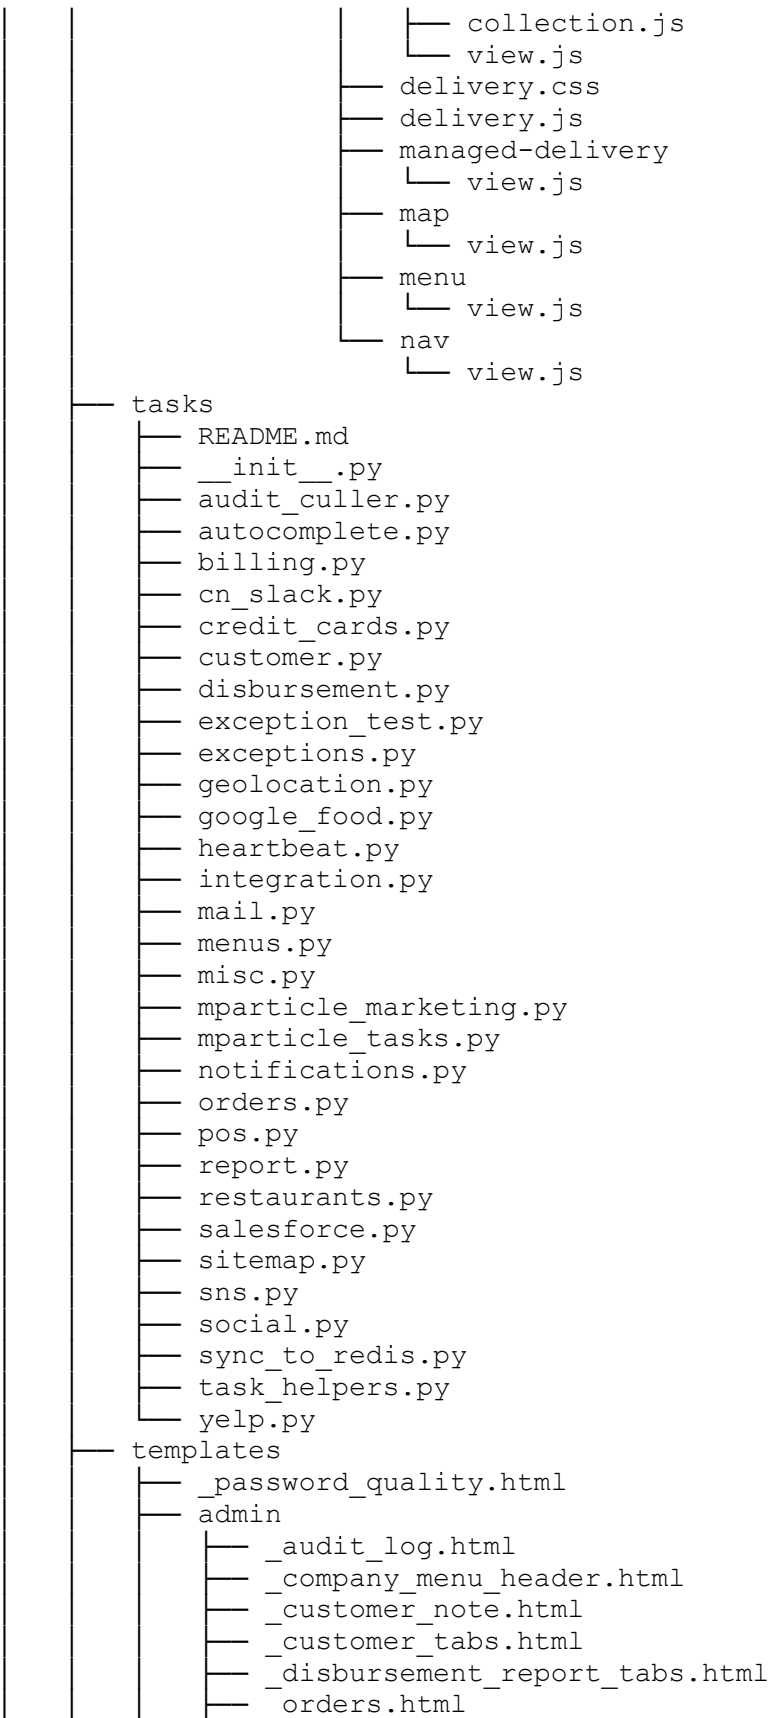 │   │               │   ├── collection.js
│   │               │   └── view.js
│   │               ├── delivery.css
│   │               ├── delivery.js
│   │               ├── managed-delivery
│   │               │   └── view.js
│   │               ├── map
│   │               │   └── view.js
│   │               ├── menu
│   │               │   └── view.js
│   │               └── nav
│   │                   └── view.js
│   ├── tasks
│   │   ├── README.md
│   │   ├── __init__.py
│   │   ├── audit_culler.py
│   │   ├── autocomplete.py
│   │   ├── billing.py
│   │   ├── cn_slack.py
│   │   ├── credit_cards.py
│   │   ├── customer.py
│   │   ├── disbursement.py
│   │   ├── exception_test.py
│   │   ├── exceptions.py
│   │   ├── geolocation.py
│   │   ├── google_food.py
│   │   ├── heartbeat.py
│   │   ├── integration.py
│   │   ├── mail.py
│   │   ├── menus.py
│   │   ├── misc.py
│   │   ├── mparticle_marketing.py
│   │   ├── mparticle_tasks.py
│   │   ├── notifications.py
│   │   ├── orders.py
│   │   ├── pos.py
│   │   ├── report.py
│   │   ├── restaurants.py
│   │   ├── salesforce.py
│   │   ├── sitemap.py
│   │   ├── sns.py
│   │   ├── social.py
│   │   ├── sync_to_redis.py
│   │   ├── task_helpers.py
│   │   └── yelp.py
│   ├── templates
│   │   ├── _password_quality.html
│   │   ├── admin
│   │   │   ├── _audit_log.html
│   │   │   ├── _company_menu_header.html
│   │   │   ├── _customer_note.html
│   │   │   ├── _customer_tabs.html
│   │   │   ├── _disbursement_report_tabs.html
│   │   │   ├── _orders.html